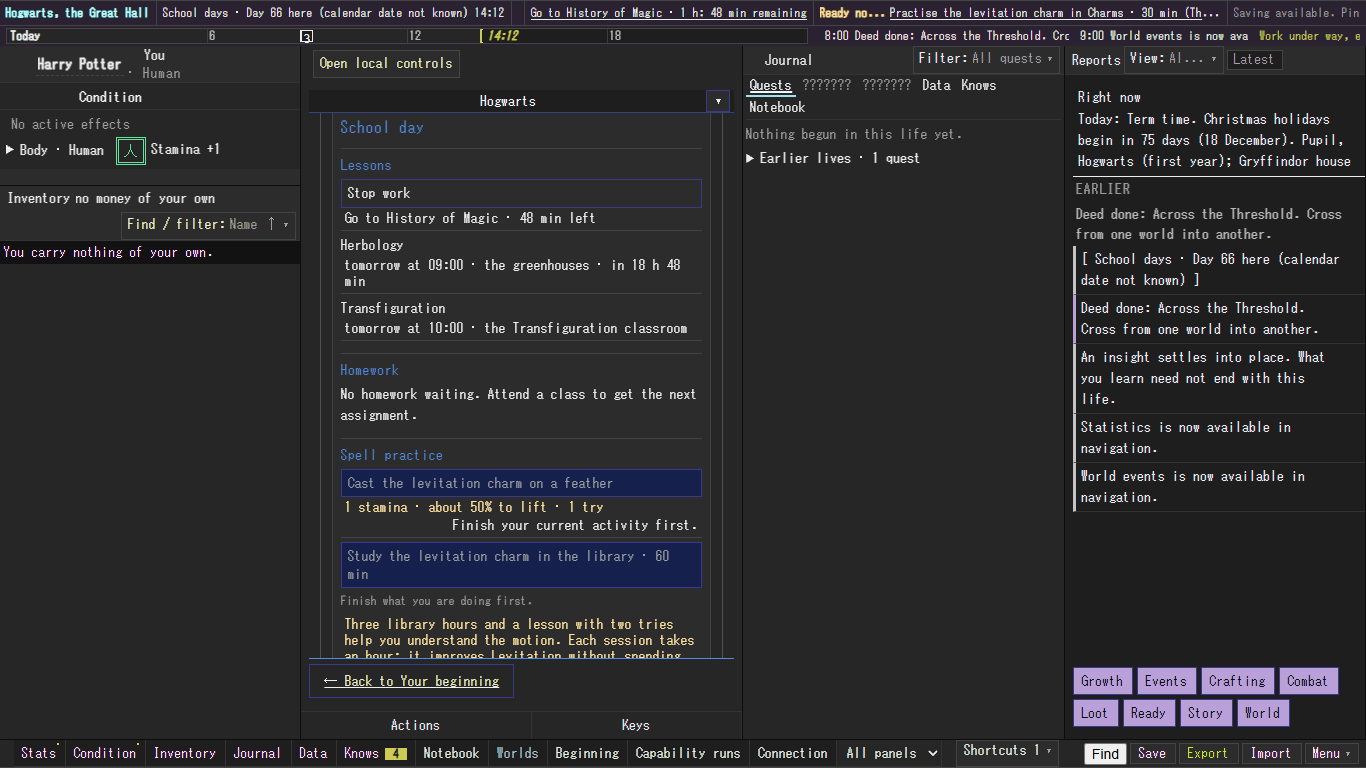 Hogwarts, the Great Hall
School days · Day 66 here (calendar date not known) 14:12
Go to History of Magic · 1 h: 48 min remaining
Ready no... Practise the levitation charm in Charms · 30 min (Th...
Saving available. Pin
Today 6 3 12 14:12 18
8:00 Deed done: Across the Threshold. Crc 9:00 World events is now ava Work under way, e
Harry Potter · You
Human
Condition
No active effects
▶ Body · Human 人 Stamina +1
Inventory no money of your own
Find / filter: Name ↑ ▾
You carry nothing of your own.
Open local controls
Hogwarts ▾
School day
Lessons
Stop work
Go to History of Magic · 48 min left
Herbology
tomorrow at 09:00 · the greenhouses · in 18 h 48
min
Transfiguration
tomorrow at 10:00 · the Transfiguration classroom
Homework
No homework waiting. Attend a class to get the next
assignment.
Spell practice
Cast the levitation charm on a feather
1 stamina · about 50% to lift · 1 try
Finish your current activity first.
Study the levitation charm in the library · 60
min
Finish what you are doing first.
Three library hours and a lesson with two tries
help you understand the motion. Each session takes
an hour; it improves levitation without spending
← Back to Your beginning
Actions Keys
Journal
Filter: All quests ▾
Quests ??????? ??????? Data Knows
Notebook
Nothing begun in this life yet.
▶ Earlier lives · 1 quest
Reports View: Al... ▾ Latest
Right now
Today: Term time. Christmas holidays
begin in 75 days (18 December). Pupil,
Hogwarts (first year); Gryffindor house
EARLIER
Deed done: Across the Threshold. Cross
from one world into another.
[ School days · Day 66 here (calendar
date not known) ]
Deed done: Across the Threshold.
Cross from one world into another.
An insight settles into place. What
you learn need not end with this
life.
Statistics is now available in
navigation.
World events is now available in
navigation.
Growth Events Crafting Combat
Loot Ready Story World
Stats Condition Inventory Journal Data Knows 4 Notebook Worlds Beginning Capability runs Connection All panels Shortcuts 1 ▾ Find Save Export Import Menu ▾